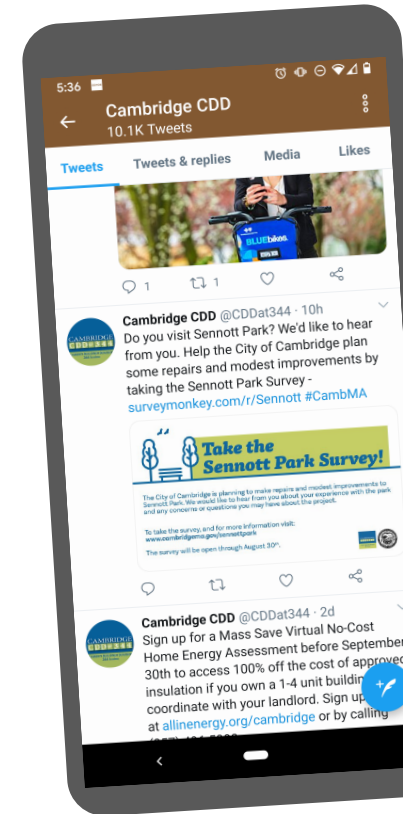 5:36
Cambridge CDD
10.1K Tweets
Tweets
Tweets & replies
Media
Likes
BLUEbikes
1
1
Cambridge CDD @CDDat344 · 10h
Do you visit Sennott Park? We'd like to hear
from you. Help the City of Cambridge plan
some repairs and modest improvements by
taking the Sennott Park Survey -
surveymonkey.com/r/Sennott #CambMA
CAMBRIDGE
CDD@344
Take the
Sennott Park Survey!
The City of Cambridge is planning to make repairs and modest improvements to
Sennott Park. We would like to hear from you about your experience with the park
and any concerns or questions you may have about the project.
To take the survey, and for more information visit:
www.cambridgema.gov/sennottpark
The survey will be open through August 30th.
Cambridge CDD @CDDat344 · 2d
CAMBRIDGE
CDD@344
Sign up for a Mass Save Virtual No-Cost
Home Energy Assessment before September
30th to access 100% off the cost of approved
insulation if you own a 1-4 unit buildin
coordinate with your landlord. Sign up
at allinenergy.org/cambridge or by calling